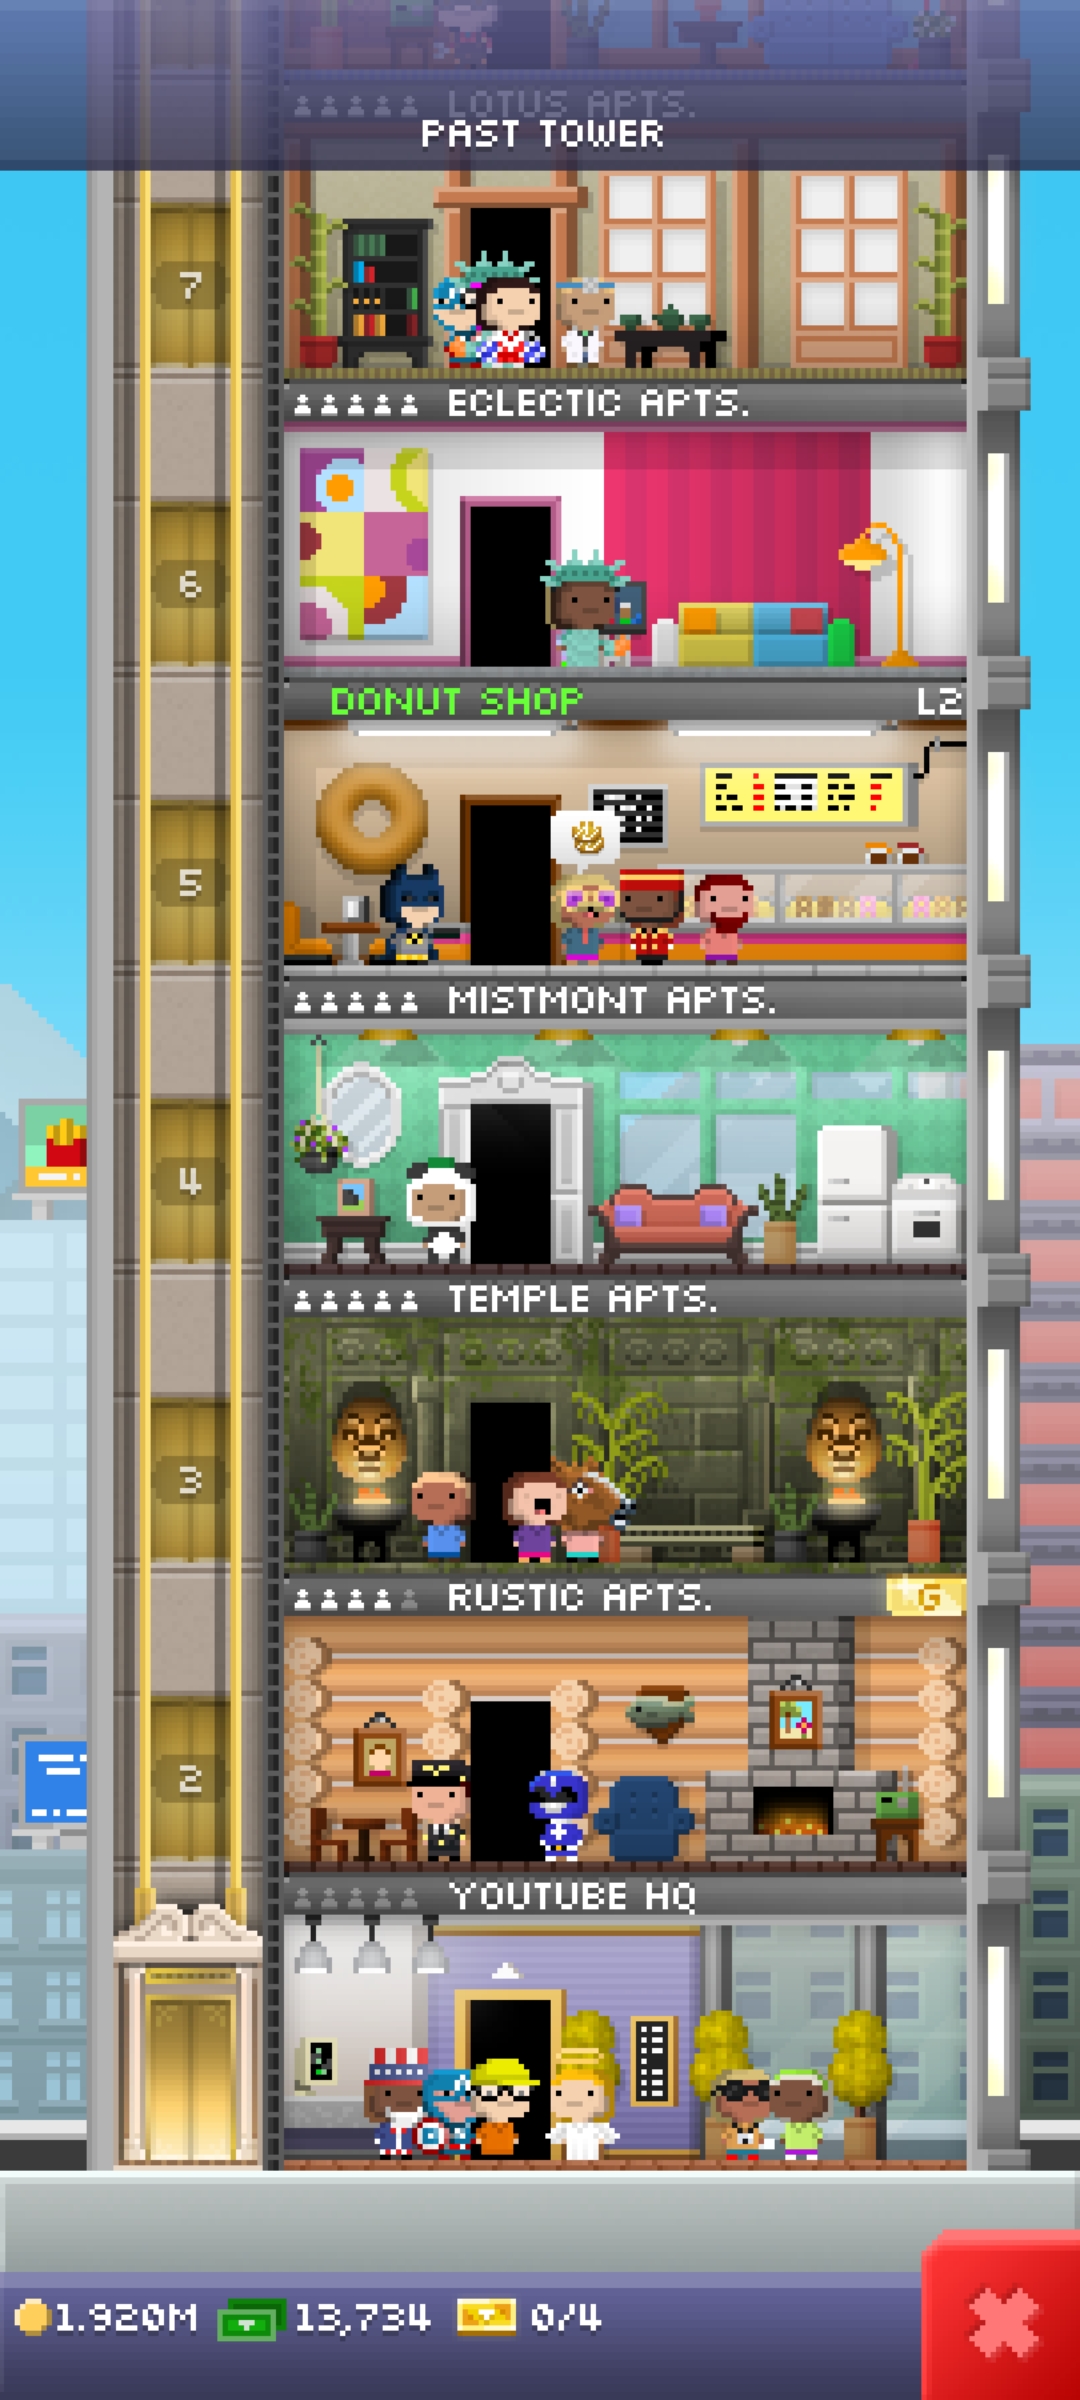 LOTUS APTS.
PAST TOWER
7
ECLECTIC APTS.
6
DONUT SHOP L2
5
MISTMONT APTS.
4
TEMPLE APTS.
3
RUSTIC APTS. G
2
YOUTUBE HQ
1.920M 13,734 0/4